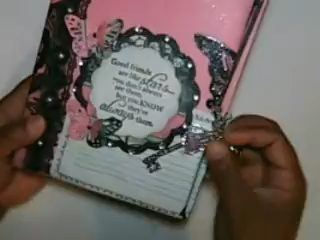 Good friends
are like stars
you don't always
see them,
but you KNOW
they're
always there.